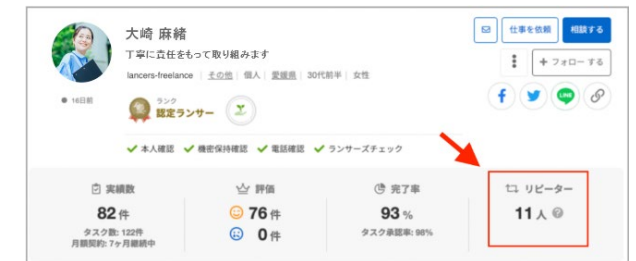 大崎 麻緒
仕事を依頼
相談する
丁寧に責任をもって取り組みます
+ フォローする
lancers-freelance その他 個人 愛媛県 30代前半 女性
16日前
ランク
認定ランサー
LINE
本人確認 機密保持確認 電話確認 ランサーズチェック
実績数
82 件
タスク数: 122件
月額契約: 7ヶ月継続中
評価
76 件
0 件
完了率
93 %
タスク承認率: 98%
リピーター
11 人 ?